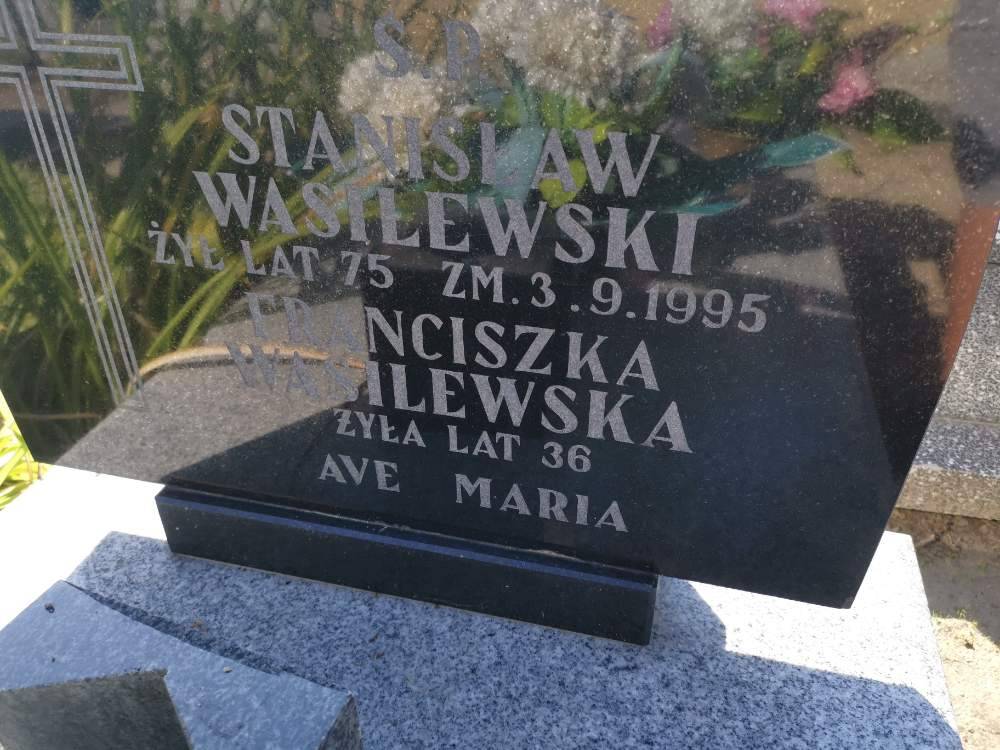 Ś.P.
STANISŁAW
WASILEWSKI
ŻYŁ LAT 75 ZM. 3.9.1995
FRANCISZKA
WASILEWSKA
ŻYŁA LAT 36
AVE MARIA